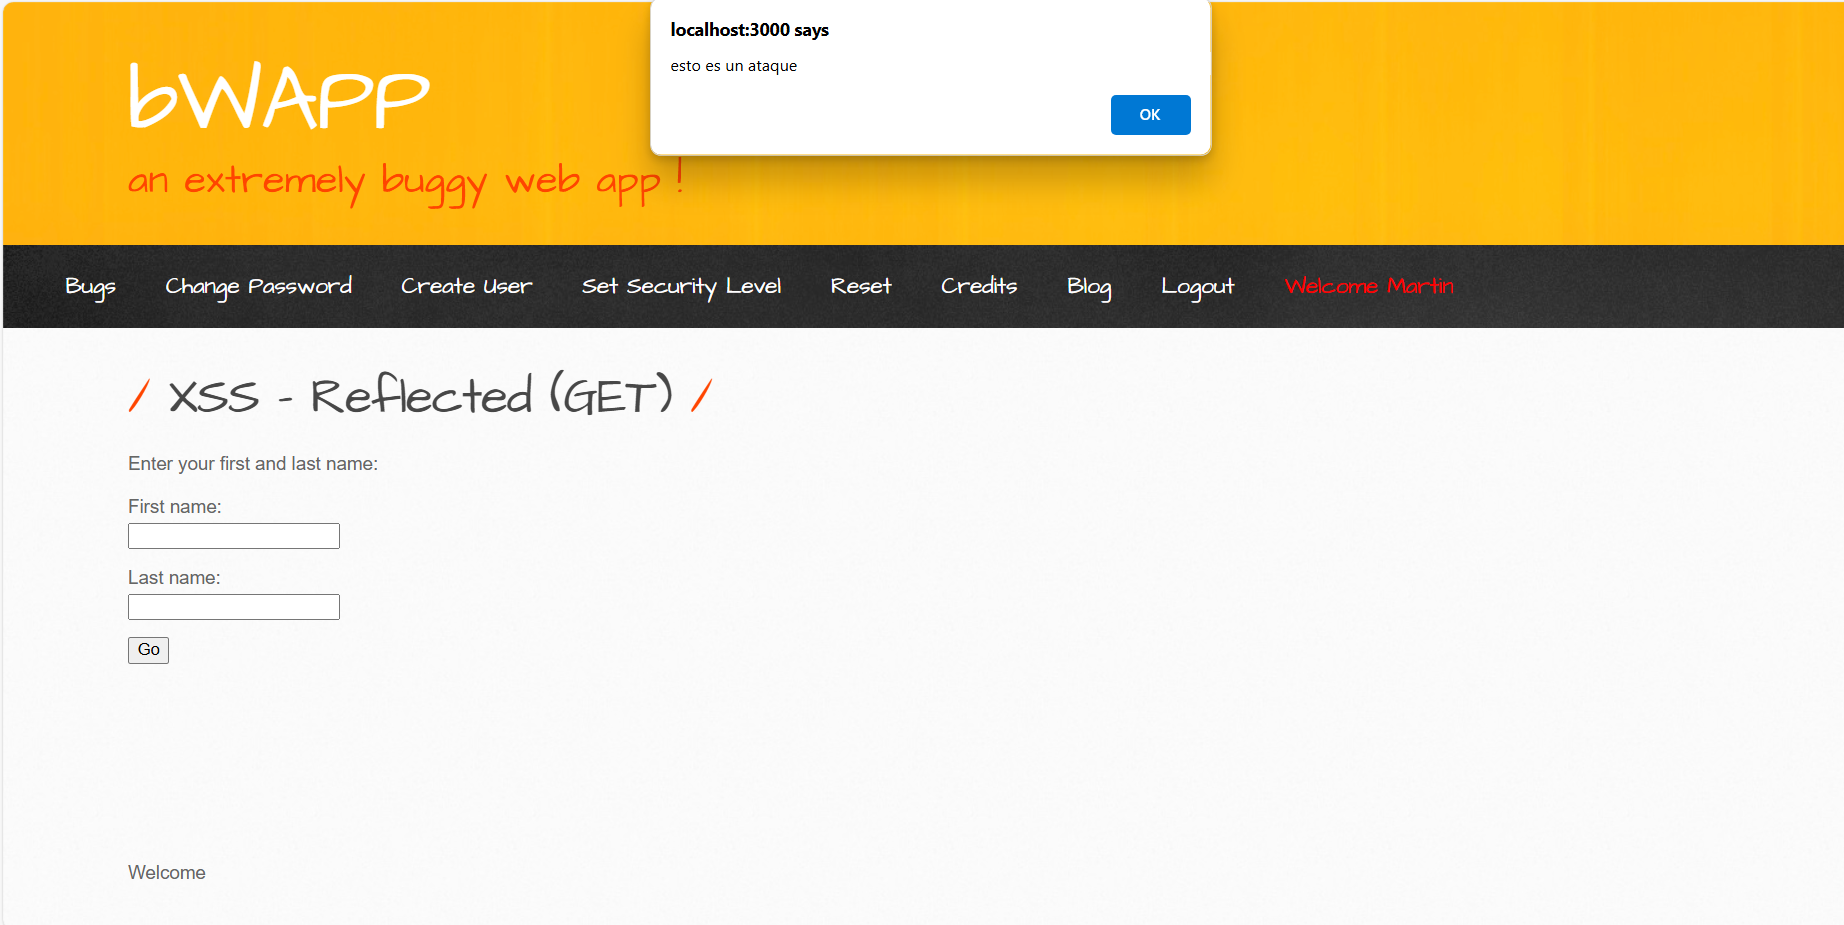 localhost:3000 says
esto es un ataque
OK
bWAPP
an extremely buggy web app !
Bugs Change Password Create User Set Security Level Reset Credits Blog Logout Welcome Martin
/ XSS - Reflected (GET) /
Enter your first and last name:
First name:
Last name:
Go
Welcome